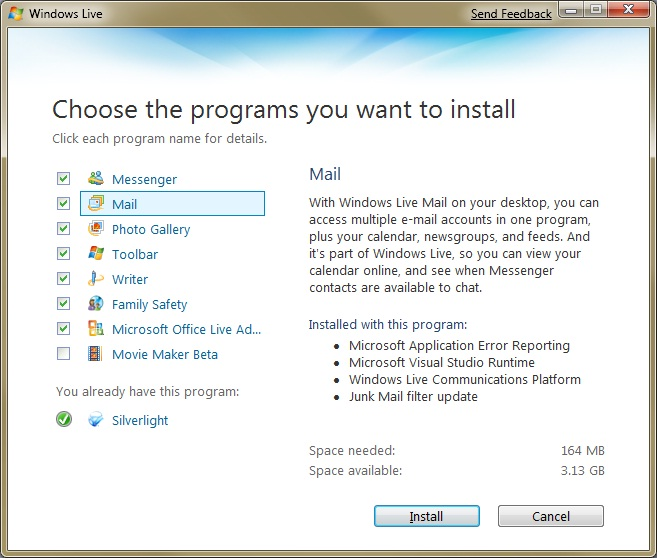 Windows Live
Send Feedback
Choose the programs you want to install
Click each program name for details.
Messenger
Mail
Photo Gallery
Toolbar
Writer
Family Safety
Microsoft Office Live Ad...
Movie Maker Beta
You already have this program:
Silverlight
Mail
With Windows Live Mail on your desktop, you can
access multiple e-mail accounts in one program,
plus your calendar, newsgroups, and feeds. And
it's part of Windows Live, so you can view your
calendar online, and see when Messenger
contacts are available to chat.
Installed with this program:
• Microsoft Application Error Reporting
• Microsoft Visual Studio Runtime
• Windows Live Communications Platform
• Junk Mail filter update
Space needed: 164 MB
Space available: 3.13 GB
Install
Cancel